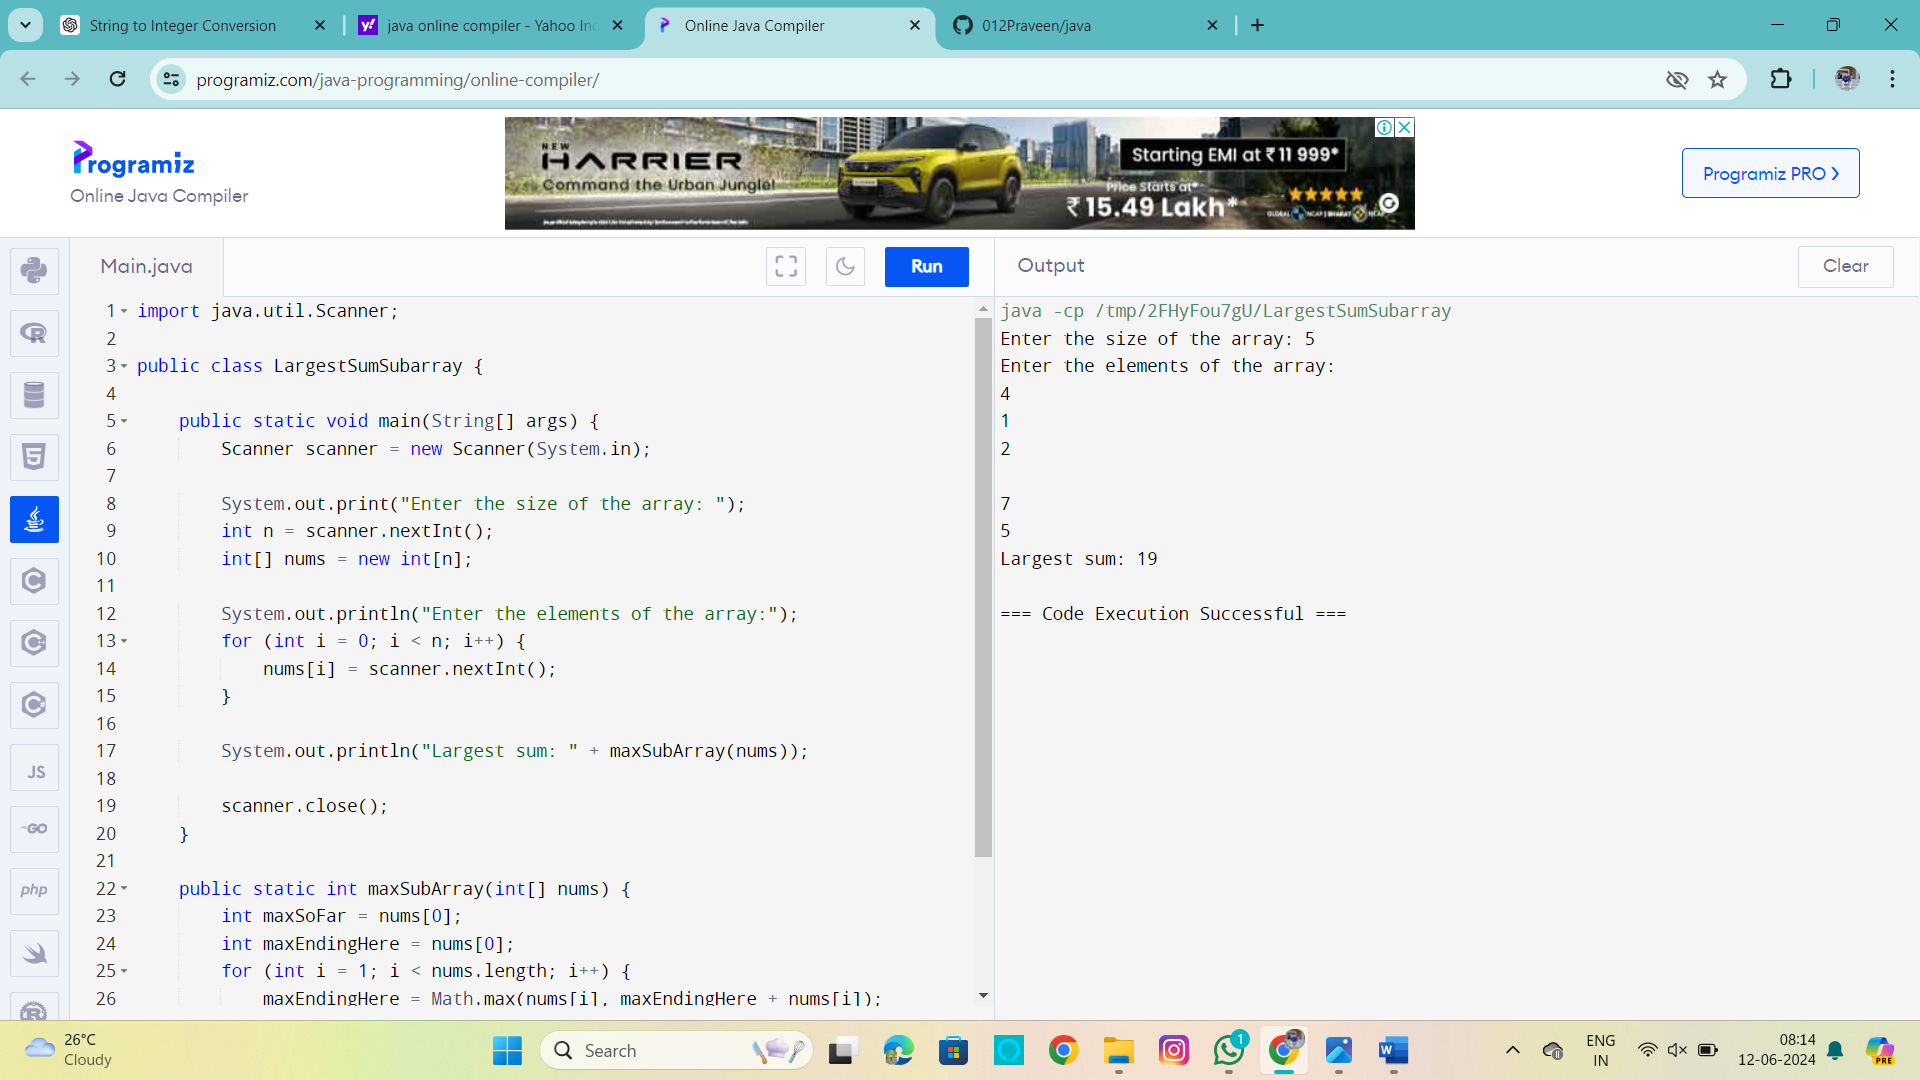 String to Integer Conversion
java online compiler - Yahoo In
Online Java Compiler
012Praveen/java
programiz.com/java-programming/online-compiler/
Programiz
Online Java Compiler
NEW
HARRIER
Command the Urban Jungle!
Starting EMI at ₹11 999*
Price Starts at*
₹15.49 Lakh*
Programiz PRO
Main.java
Run
Output
Clear
1 import java.util.Scanner;
2
3 public class LargestSumSubarray {
4
5 public static void main(String[] args) {
6 Scanner scanner = new Scanner(System.in);
7
8 System.out.print("Enter the size of the array: ");
9 int n = scanner.nextInt();
10 int[] nums = new int[n];
11
12 System.out.println("Enter the elements of the array:");
13 for (int i = 0; i < n; i++) {
14 nums[i] = scanner.nextInt();
15 }
16
17 System.out.println("Largest sum: " + maxSubArray(nums));
18
19 scanner.close();
20 }
21
22 public static int maxSubArray(int[] nums) {
23 int maxSoFar = nums[0];
24 int maxEndingHere = nums[0];
25 for (int i = 1; i < nums.length; i++) {
26 maxEndingHere = Math.max(nums[i], maxEndingHere + nums[i]);
java -cp /tmp/2FHyFou7gU/LargestSumSubarray
Enter the size of the array: 5
Enter the elements of the array:
4
1
2
7
5
Largest sum: 19
=== Code Execution Successful ===
JS
GO
php
26°C
Cloudy
Search
1
ENG
IN
08:14
12-06-2024
PRE